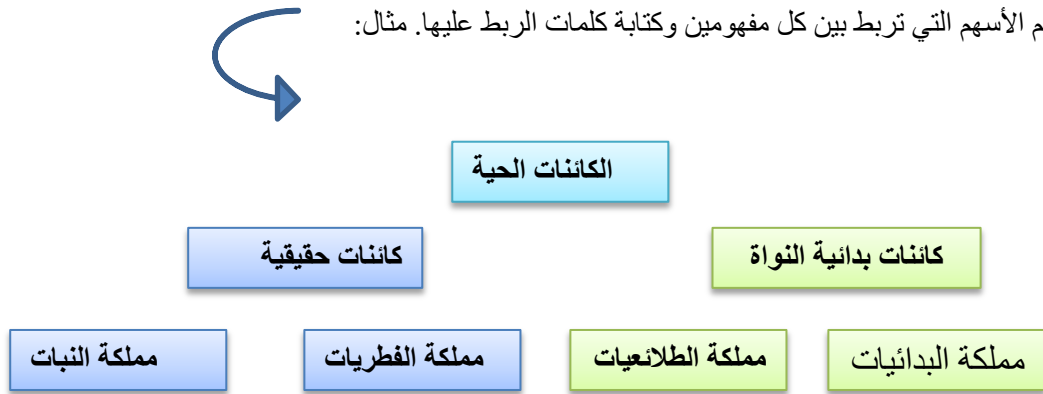 م الأسهم التي تربط بين كل مفهومين وكتابة كلمات الربط عليها. مثال:
الكائنات الحية
كائنات بدائية النواة
كائنات حقيقية
مملكة البدائيات
مملكة الطلائعيات
مملكة الفطريات
مملكة النبات